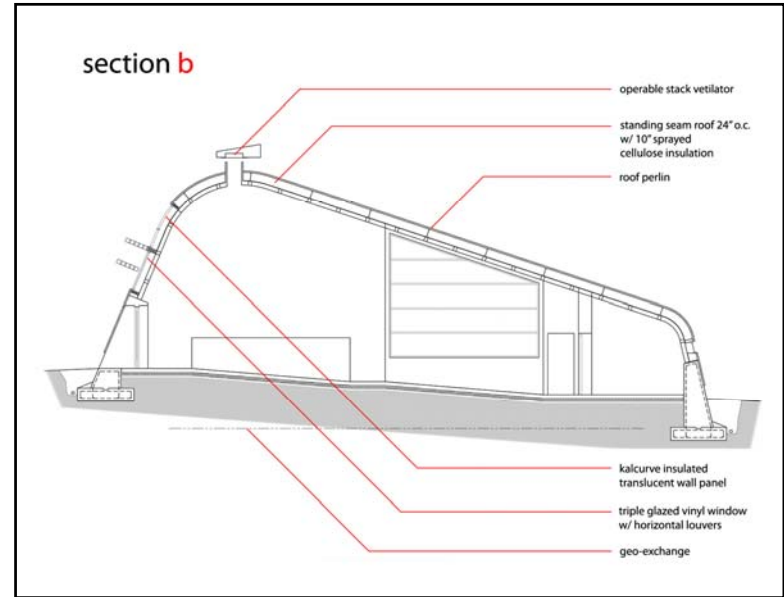 section b
operable stack vetilator
standing seam roof 24" o.c.
w/ 10" sprayed
cellulose insulation
roof perlin
kalcurve insulated
translucent wall panel
triple glazed vinyl window
w/ horizontal louvers
geo-exchange